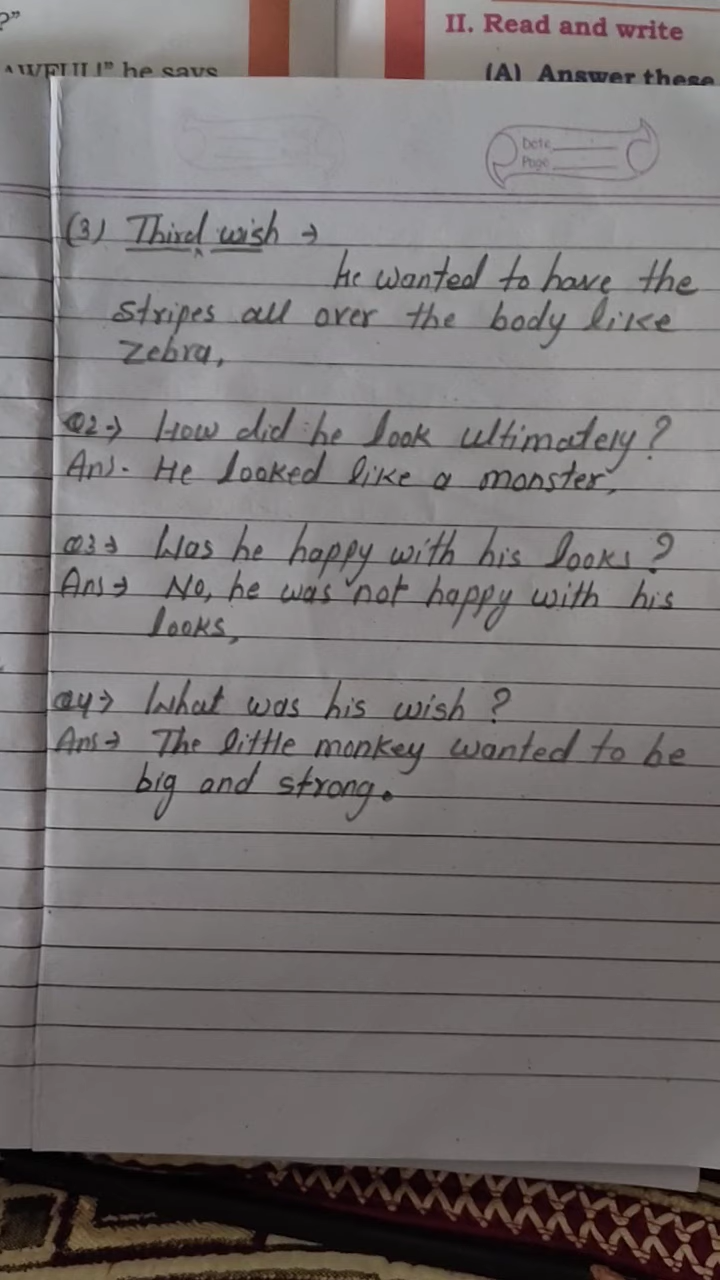 ?"
AWFUL!" he says
II. Read and write
(A) Answer these
Date
Page
(3) Third wish →
he wanted to have the
stripes all over the body like
zebra,
Q2→ How did he look ultimately?
Ans. He looked like a monster,
Q3→ Was he happy with his looks?
Ans→ No, he was not happy with his
looks,
Q4→ What was his wish?
Ans→ The little monkey wanted to be
big and strong.